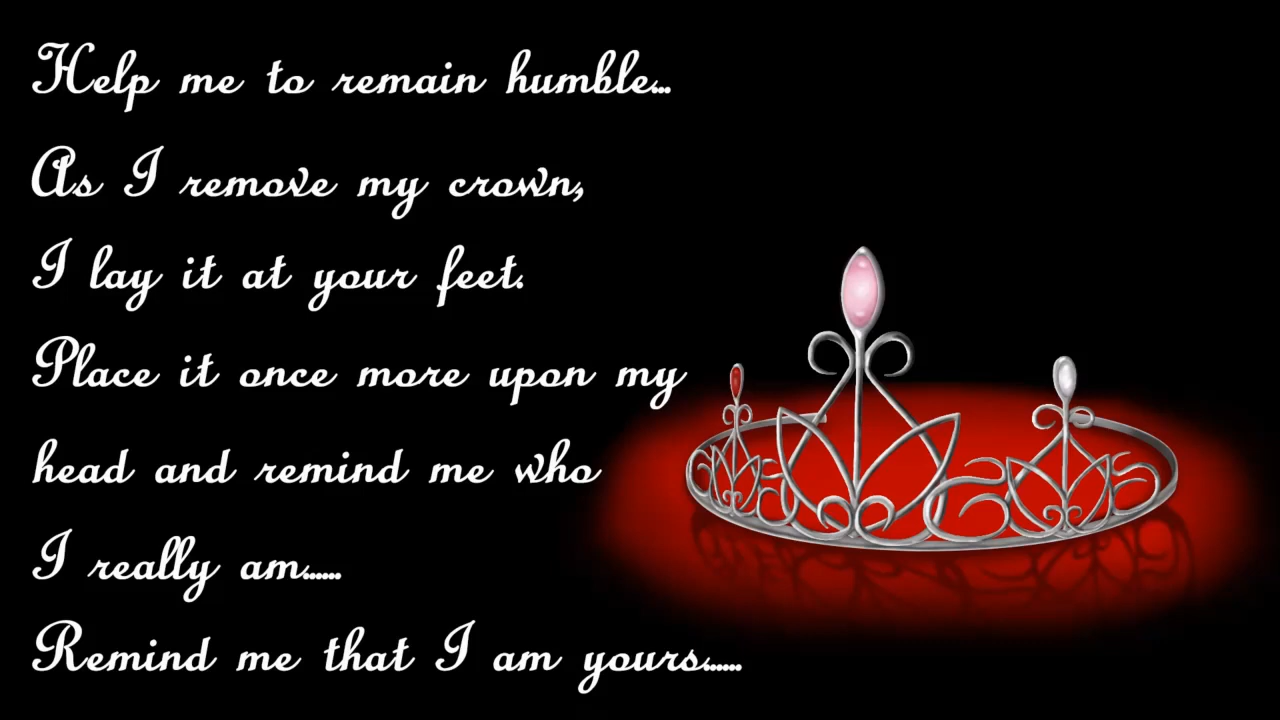 Help me to remain humble...
As I remove my crown,
I lay it at your feet.
Place it once more upon my
head and remind me who
I really am......
Remind me that I am yours......